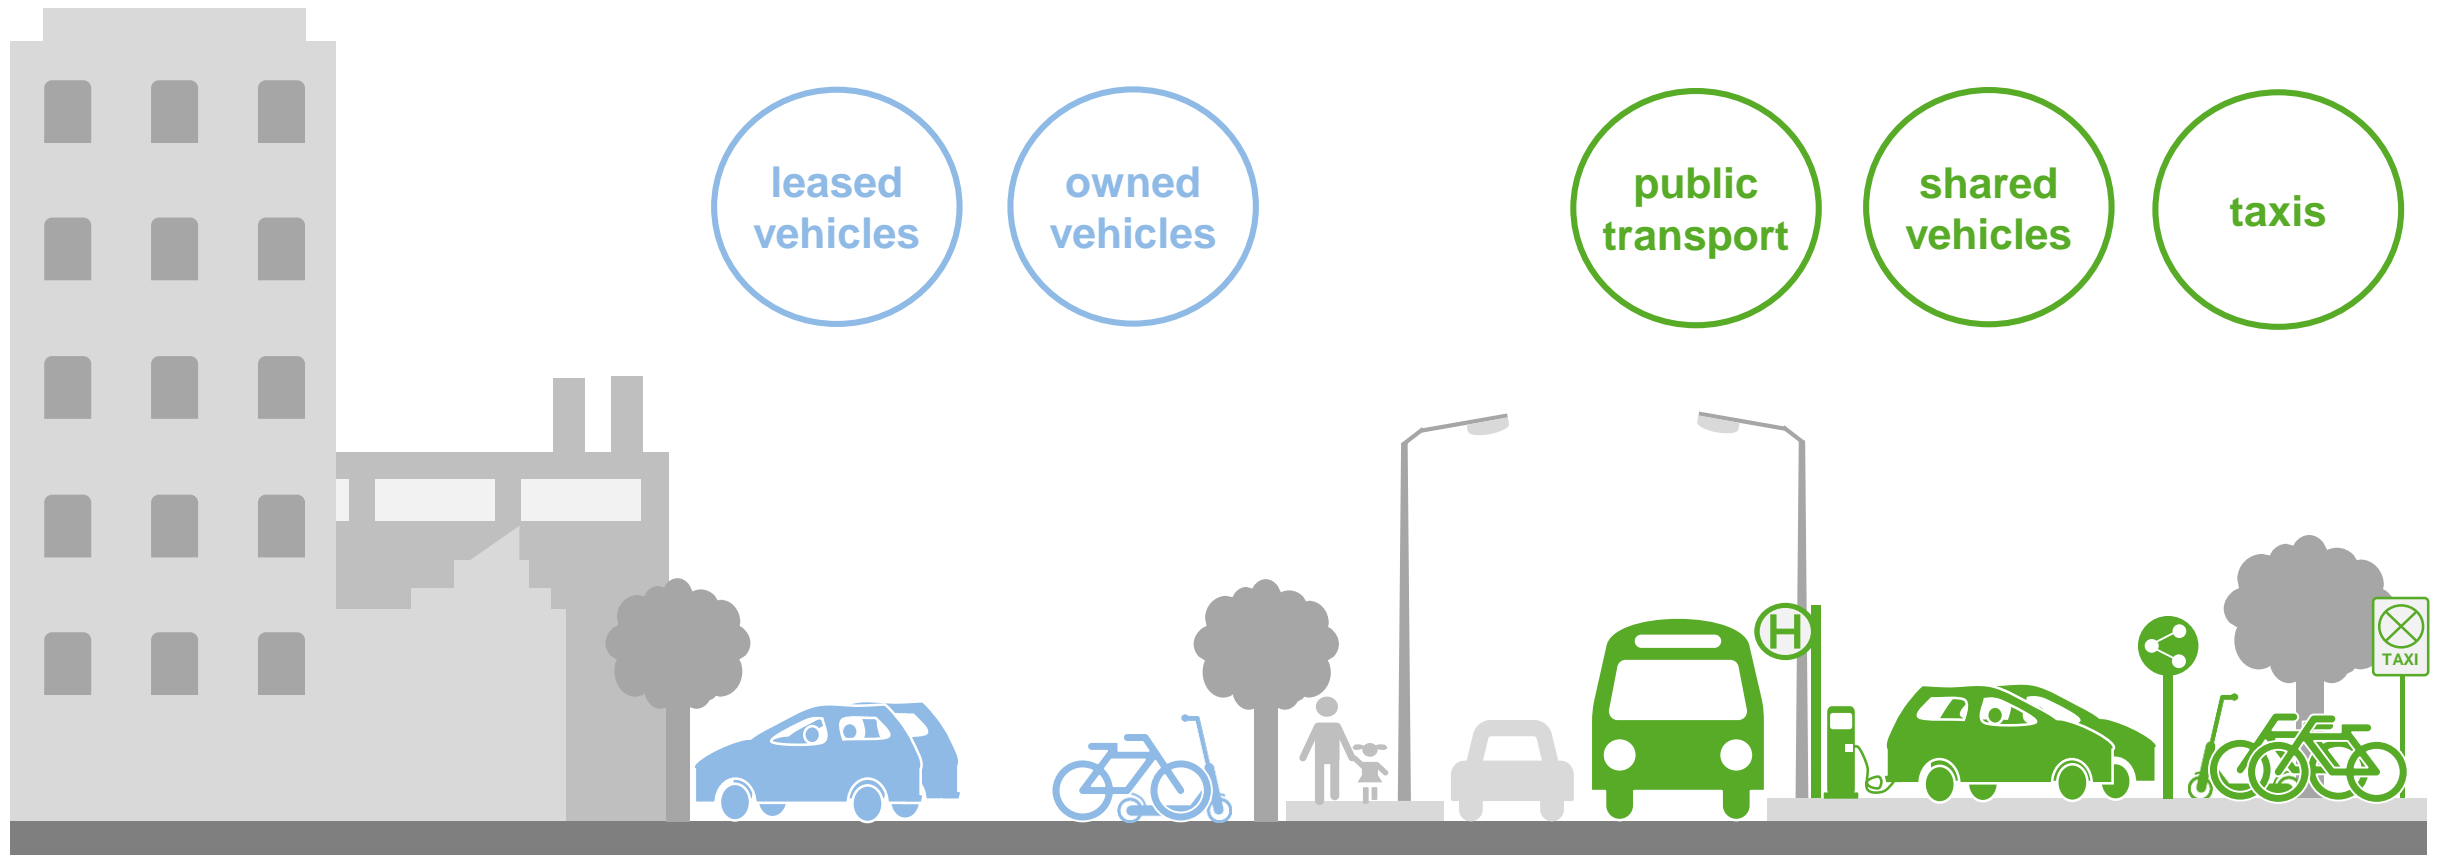 leased
vehicles
owned
vehicles
public
transport
shared
vehicles
taxis
H
TAXI